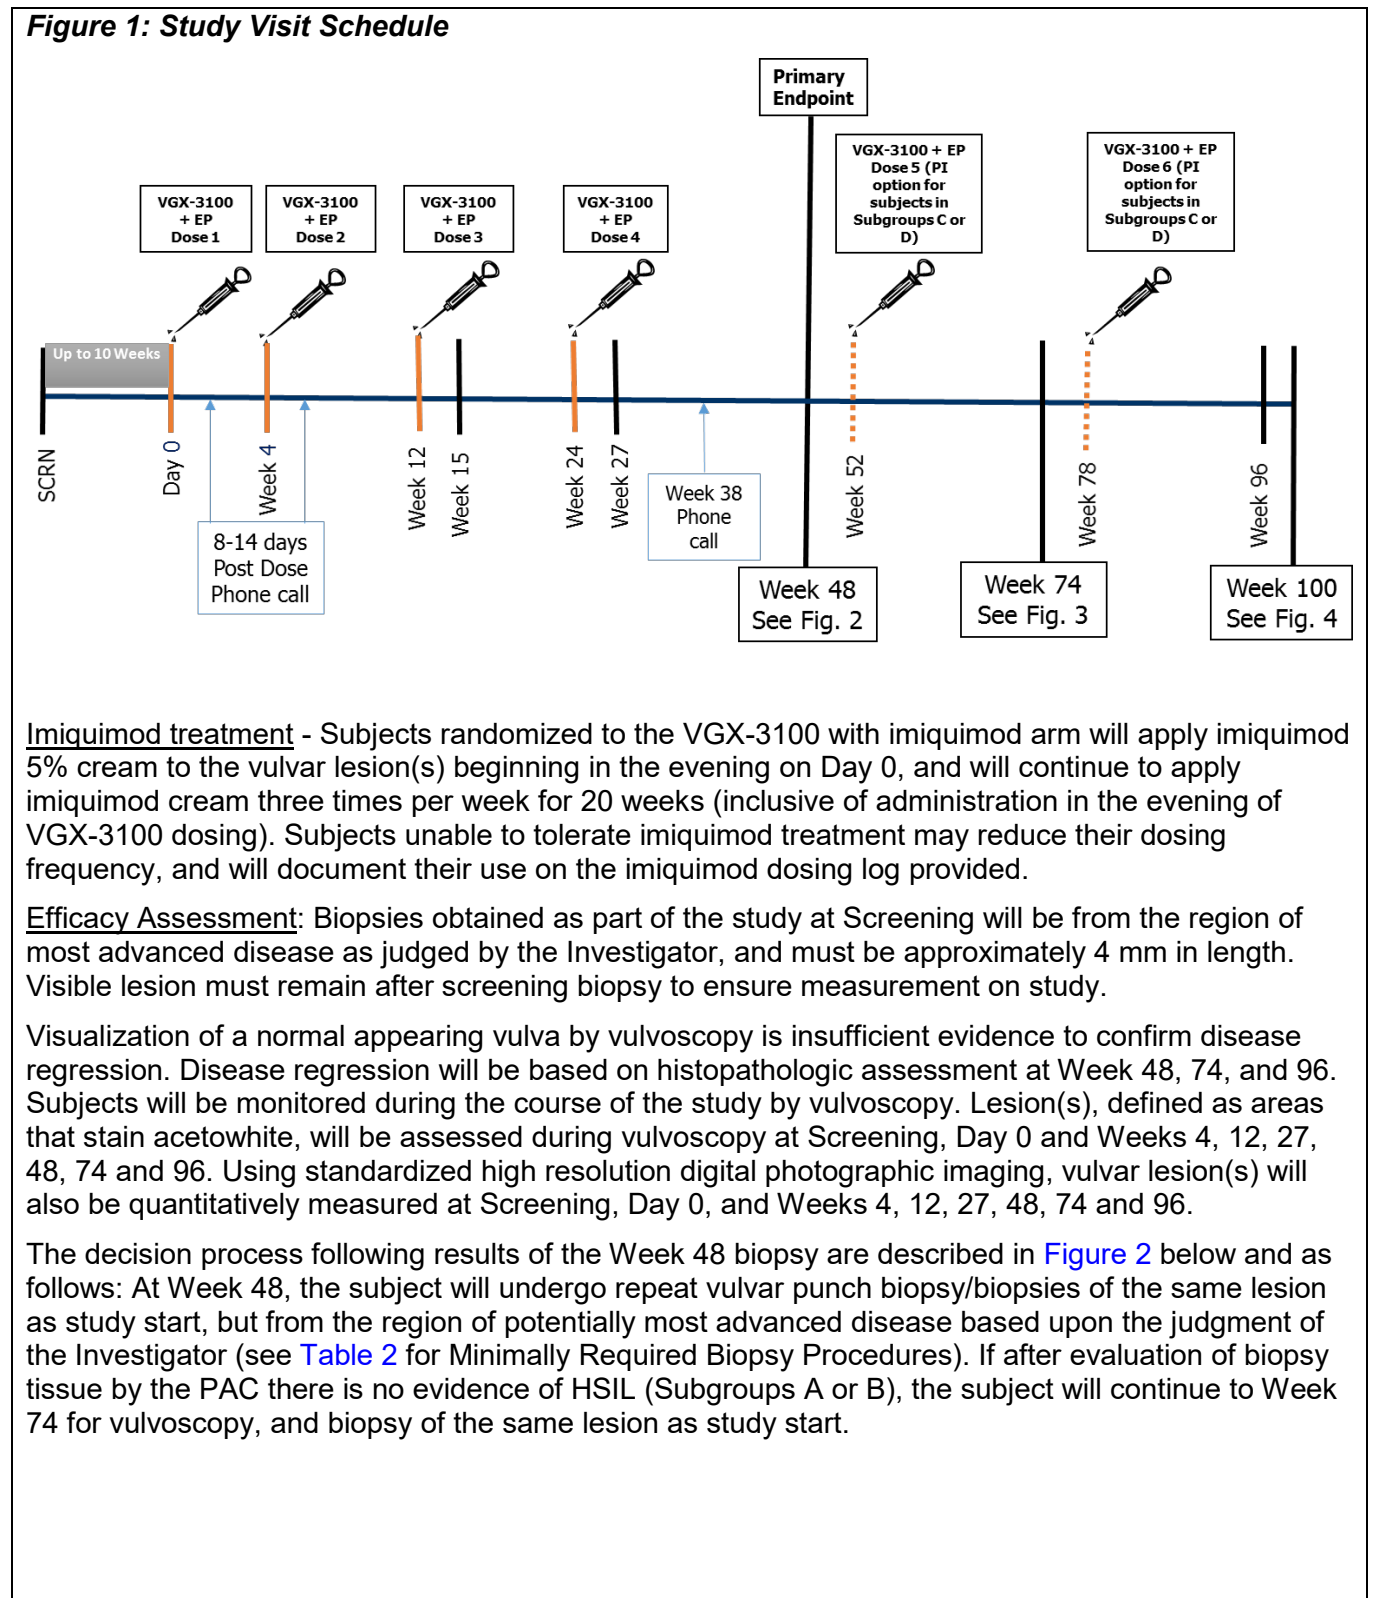 Figure 1: Study Visit Schedule
Primary
Endpoint
VGX-3100
+ EP
Dose 1
VGX-3100
+ EP
Dose 2
VGX-3100
+ EP
Dose 3
VGX-3100
+ EP
Dose 4
VGX-3100 + EP
Dose 5 (PI
option for
subjects in
Subgroups C or
D)
VGX-3100 + EP
Dose 6 (PI
option for
subjects in
Subgroups C or
D)
Up to 10 Weeks
SCRN
Day 0
Week 4
Week 12
Week 15
Week 24
Week 27
Week 52
Week 78
Week 96
8-14 days
Post Dose
Phone call
Week 38
Phone
call
Week 48
See Fig. 2
Week 74
See Fig. 3
Week 100
See Fig. 4
Imiquimod treatment - Subjects randomized to the VGX-3100 with imiquimod arm will apply imiquimod
5% cream to the vulvar lesion(s) beginning in the evening on Day 0, and will continue to apply
imiquimod cream three times per week for 20 weeks (inclusive of administration in the evening of
VGX-3100 dosing). Subjects unable to tolerate imiquimod treatment may reduce their dosing
frequency, and will document their use on the imiquimod dosing log provided.
Efficacy Assessment: Biopsies obtained as part of the study at Screening will be from the region of
most advanced disease as judged by the Investigator, and must be approximately 4 mm in length.
Visible lesion must remain after screening biopsy to ensure measurement on study.
Visualization of a normal appearing vulva by vulvoscopy is insufficient evidence to confirm disease
regression. Disease regression will be based on histopathologic assessment at Week 48, 74, and 96.
Subjects will be monitored during the course of the study by vulvoscopy. Lesion(s), defined as areas
that stain acetowhite, will be assessed during vulvoscopy at Screening, Day 0 and Weeks 4, 12, 27,
48, 74 and 96. Using standardized high resolution digital photographic imaging, vulvar lesion(s) will
also be quantitatively measured at Screening, Day 0, and Weeks 4, 12, 27, 48, 74 and 96.
The decision process following results of the Week 48 biopsy are described in Figure 2 below and as
follows: At Week 48, the subject will undergo repeat vulvar punch biopsy/biopsies of the same lesion
as study start, but from the region of potentially most advanced disease based upon the judgment of
the Investigator (see Table 2 for Minimally Required Biopsy Procedures). If after evaluation of biopsy
tissue by the PAC there is no evidence of HSIL (Subgroups A or B), the subject will continue to Week
74 for vulvoscopy, and biopsy of the same lesion as study start.